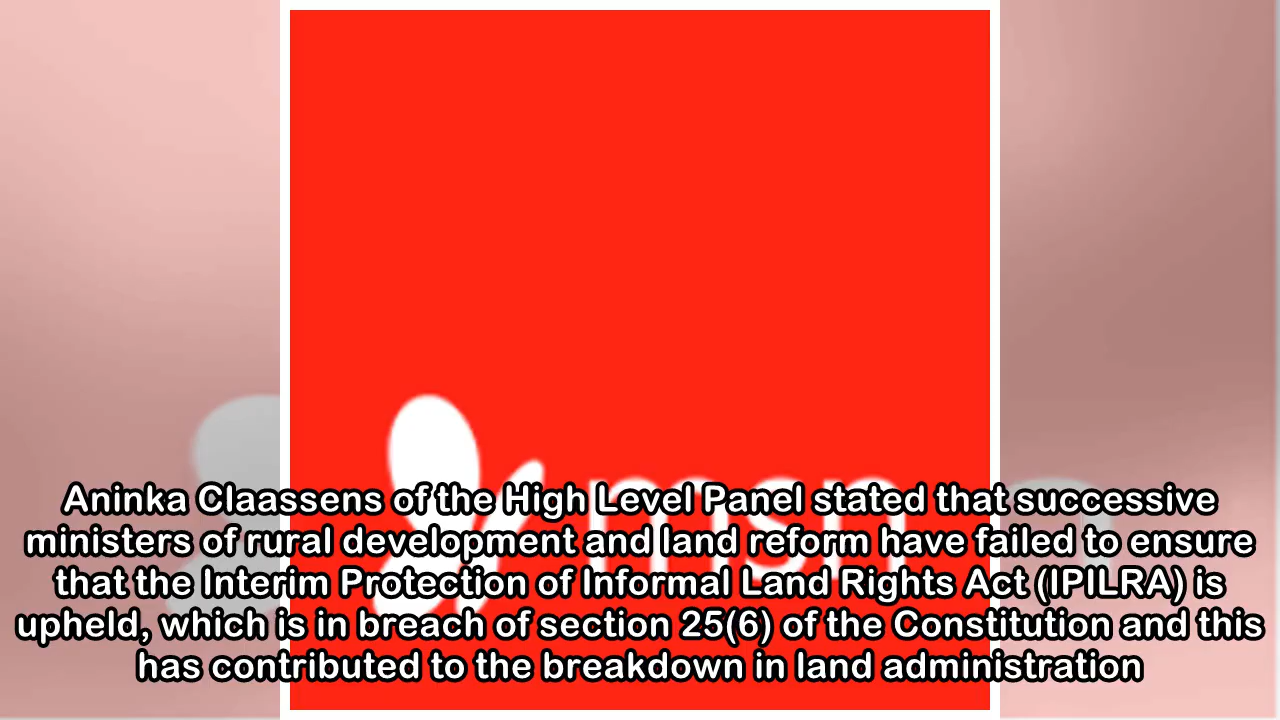 msn
Aninka Claassens of the High Level Panel stated that successive
ministers of rural development and land reform have failed to ensure
that the Interim Protection of Informal Land Rights Act (IPILRA) is
upheld, which is in breach of section 25(6) of the Constitution and this
has contributed to the breakdown in land administration